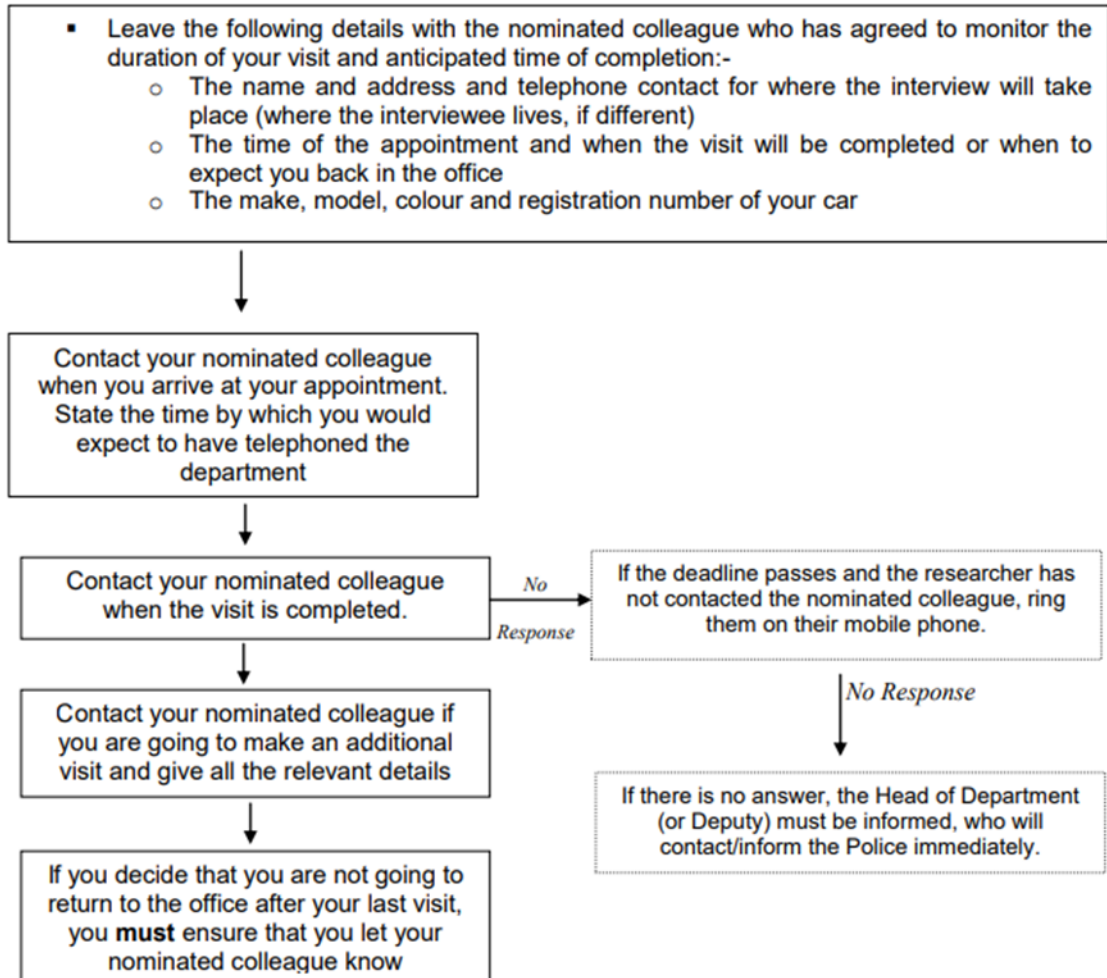 ▪ Leave the following details with the nominated colleague who has agreed to monitor the
duration of your visit and anticipated time of completion:-
o The name and address and telephone contact for where the interview will take
place (where the interviewee lives, if different)
o The time of the appointment and when the visit will be completed or when to
expect you back in the office
o The make, model, colour and registration number of your car
Contact your nominated colleague
when you arrive at your appointment.
State the time by which you would
expect to have telephoned the
department
Contact your nominated colleague
when the visit is completed.
No
Response
If the deadline passes and the researcher has
not contacted the nominated colleague, ring
them on their mobile phone.
No Response
Contact your nominated colleague if
you are going to make an additional
visit and give all the relevant details
If there is no answer, the Head of Department
(or Deputy) must be informed, who will
contact/inform the Police immediately.
If you decide that you are not going to
return to the office after your last visit,
you must ensure that you let your
nominated colleague know